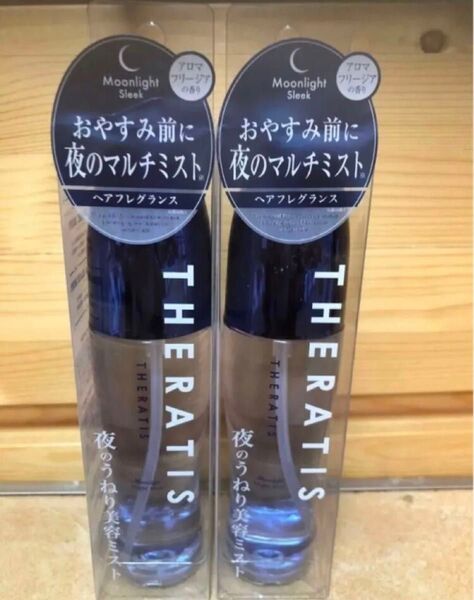 Moonlight
Sleek
アロマ
フリージア
の香り
おやすみ前に
夜のマルチミスト
ヘアフレグランス
THERATIS
THERATIS
夜のうねり美容ミスト
Moonlight
Sleek
アロマ
フリージア
の香り
おやすみ前に
夜のマルチミスト
ヘアフレグランス
THERATIS
THERATIS
夜のうねり美容ミスト